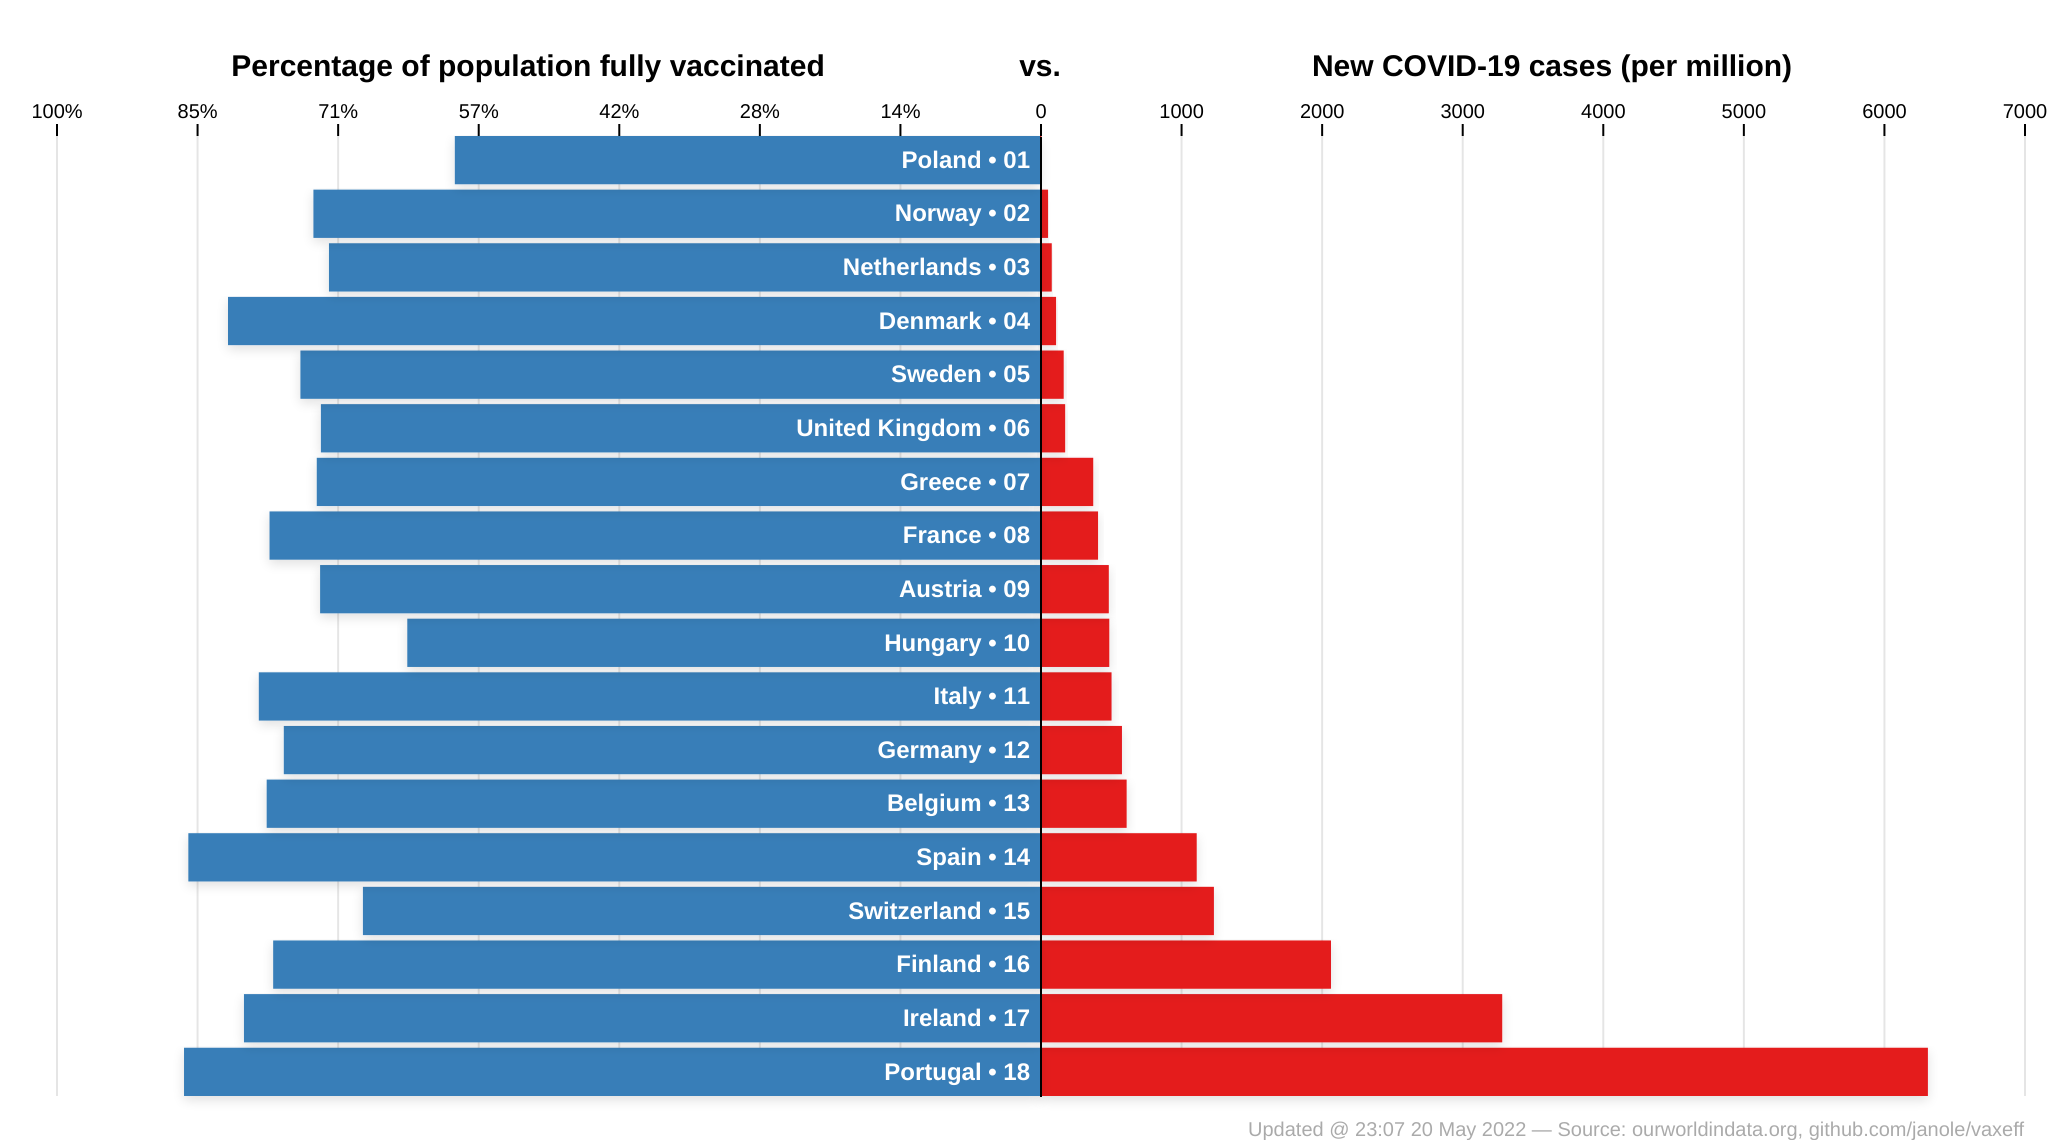 Percentage of population fully vaccinated vs. New COVID-19 cases (per million)
100% 85% 71% 57% 42% 28% 14% 0 1000 2000 3000 4000 5000 6000 7000
Poland • 01
Norway • 02
Netherlands • 03
Denmark • 04
Sweden • 05
United Kingdom • 06
Greece • 07
France • 08
Austria • 09
Hungary • 10
Italy • 11
Germany • 12
Belgium • 13
Spain • 14
Switzerland • 15
Finland • 16
Ireland • 17
Portugal • 18
Updated @ 23:07 20 May 2022 — Source: ourworldindata.org, github.com/janole/vaxeff